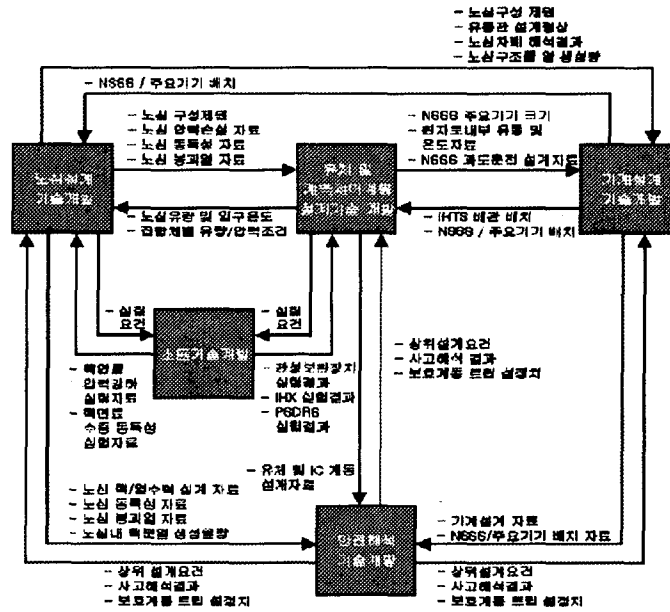 - 노심구성 제원
- 유동관 설계형상
- 노심차폐 해석결과
- 노심구조물 열 생성량
- NSSS / 주요기기 배치
- 노심 구성제원
- 노심 압력손실 자료
- 노심 동특성 자료
- 노심 붕괴열 자료
- NSSS 주요기기 크기
- 원자로내부 유동 및
온도자료
- NSSS 과도운전 설계자료
노심설계
기술개발
유체 및
기계설계
기술개발
- 노심유량 및 입구온도
- 집합체별 유량/압력조건
- IHTS 배관 배치
- NSSS / 주요기기 배치
- 실험
요건
- 실험
요건
소듐기술개발
- 핵연료
압력강하
실험자료
- 핵연료
수중 동특성
실험자료
실험결과
- IHX 실험결과
- PSDRS
실험결과
- 상위설계요건
- 사고해석 결과
- 보호계통 트립 설정치
- 유체 및 IC 계통
설계자료
- 노심 핵/열수력 설계 자료
- 노심 동특성 자료
- 노심 붕괴열 자료
안전해석
기술개발
- 기계설계 자료
- NSSS/주요기기 배치 자료
- 상위 설계요건
- 사고해석결과
- 보호계통 트립 설정치
- 상위설계요건
- 사고해석결과
- 보호계통 트립 설정치